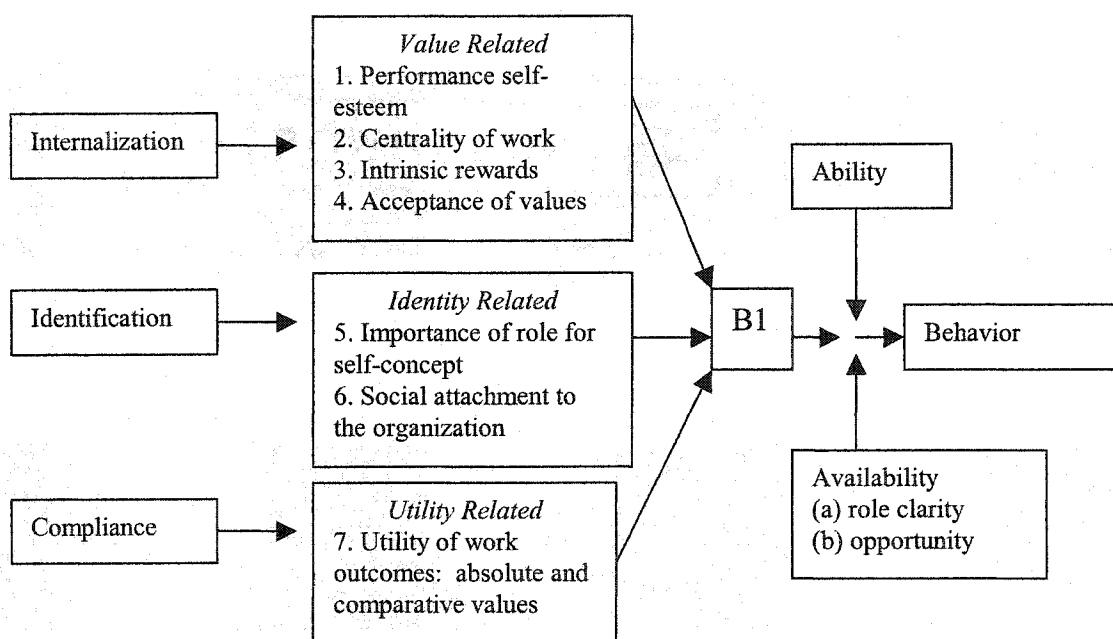 Value Related
1. Performance self-
esteem
2. Centrality of work
3. Intrinsic rewards
4. Acceptance of values
Internalization
Ability
Identity Related
5. Importance of role for
self-concept
6. Social attachment to
the organization
Identification
B1
Behavior
Availability
(a) role clarity
(b) opportunity
Utility Related
7. Utility of work
outcomes: absolute and
comparative values
Compliance